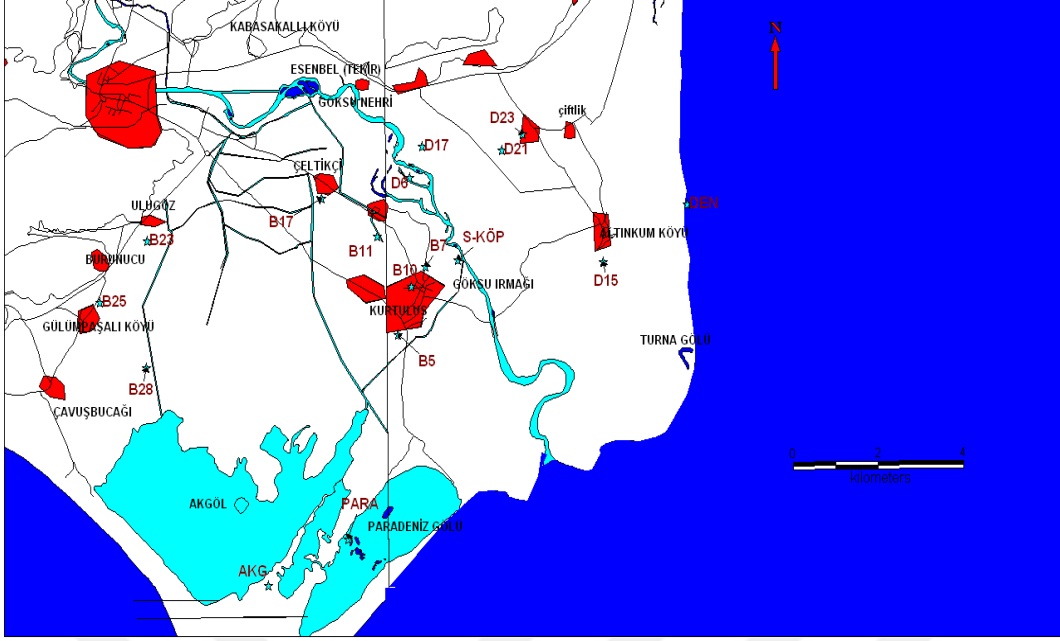 KABASAKALLI KÖYÜ
N
ESENBEL (TEKİR)
GÖKSU NEHRİ
çiftlik
D23
D21
D17
ÇELTİKÇİ
D6
ULUGÖZ
B17
DBN
B23
B11
B7
S-KÖP
ALTINKUM KÖYÜ
BURUNUCU
B10
D15
GÖKSU IRMAĞI
B25
KURTULUŞ
GÜLÜMPAŞALI KÖYÜ
TURNA GÖLÜ
B5
B28
ÇAVUŞBUCAĞI
0 2 4
kilometers
AKGÖL
PARA
PARADENİZ GÖLÜ
AKG